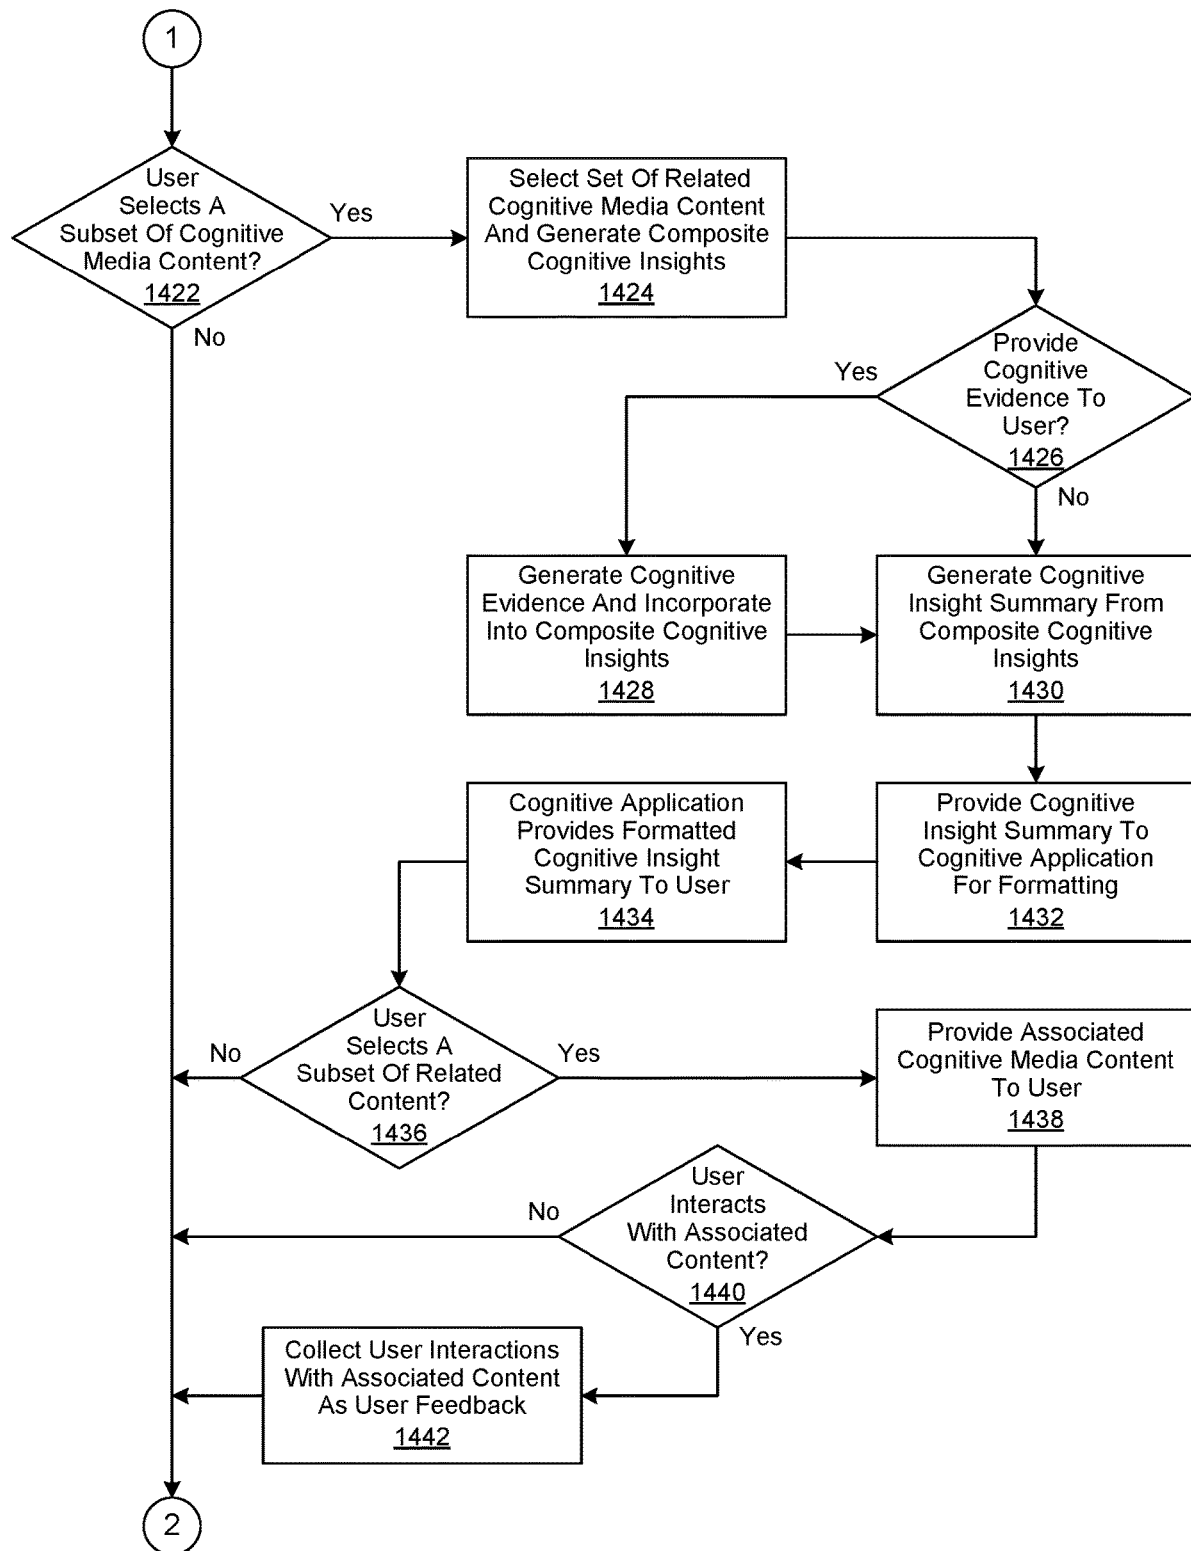 1
User
Selects A
Subset Of Cognitive
Media Content?
1422
Yes
No
Select Set Of Related
Cognitive Media Content
And Generate Composite
Cognitive Insights
1424
Provide
Cognitive
Evidence To
User?
1426
Yes
No
Generate Cognitive
Evidence And Incorporate
Into Composite Cognitive
Insights
1428
Generate Cognitive
Insight Summary From
Composite Cognitive
Insights
1430
Cognitive Application
Provides Formatted
Cognitive Insight
Summary To User
1434
Provide Cognitive
Insight Summary To
Cognitive Application
For Formatting
1432
User
Selects A
Subset Of Related
Content?
1436
No
Yes
Provide Associated
Cognitive Media Content
To User
1438
User
Interacts
With Associated
Content?
1440
No
Yes
Collect User Interactions
With Associated Content
As User Feedback
1442
2